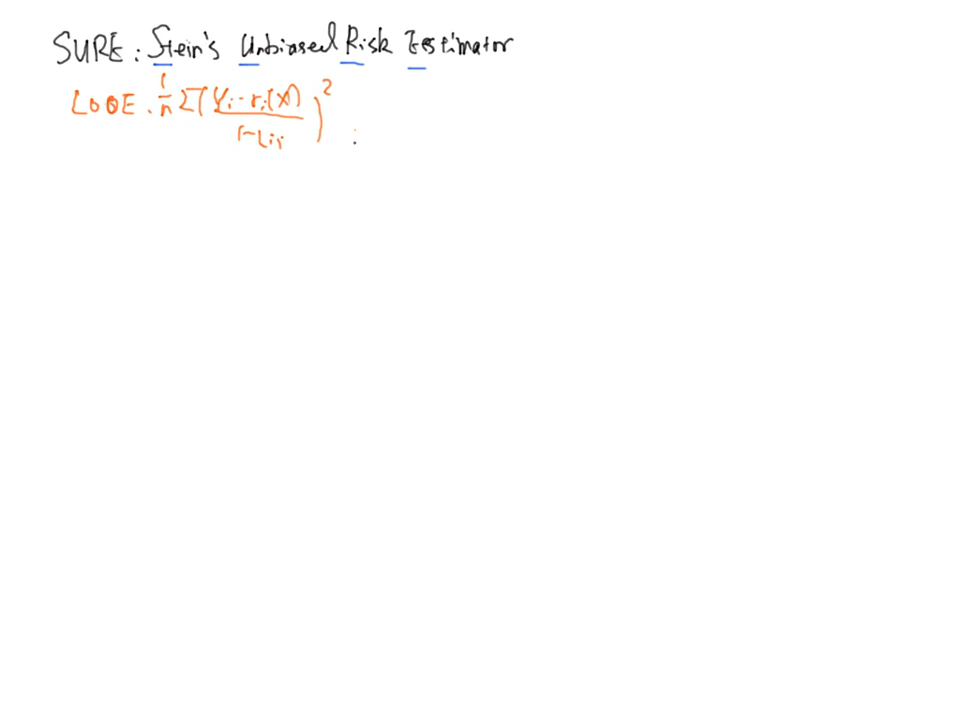 SURE: Stein's Unbiased Risk Estimator
LOOE. 1/n Σ((Yi - ri(x))/(1-Lii))²